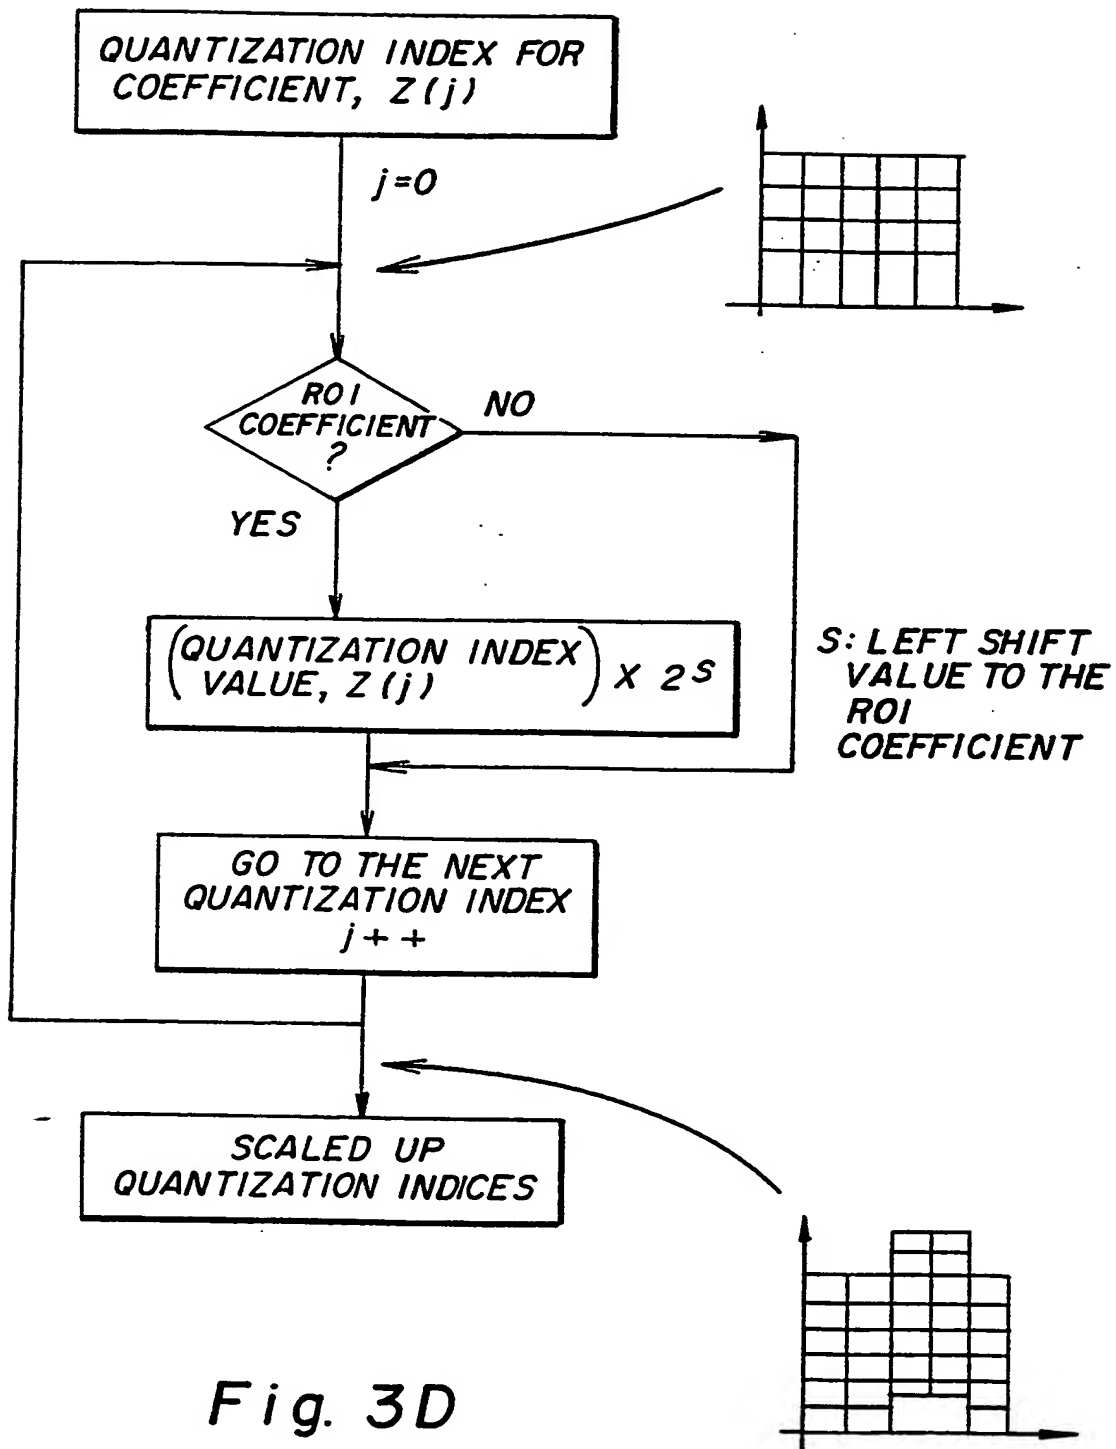 QUANTIZATION INDEX FOR
COEFFICIENT, Z(j)
j=0
ROI
COEFFICIENT
?
NO
YES
(QUANTIZATION INDEX
VALUE, Z(j)) X 2^S
S: LEFT SHIFT
VALUE TO THE
ROI
COEFFICIENT
GO TO THE NEXT
QUANTIZATION INDEX
j++
SCALED UP
QUANTIZATION INDICES
Fig. 3D